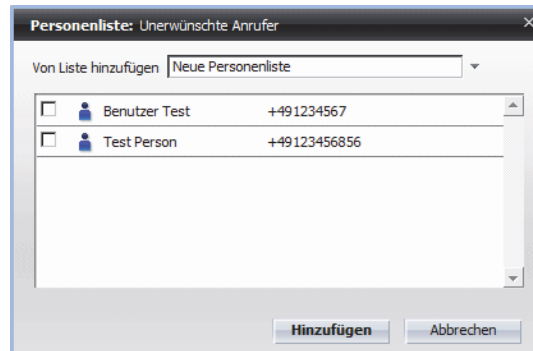 Personenliste: Unerwünschte Anrufer
Von Liste hinzufügen Neue Personenliste
Benutzer Test +491234567
Test Person +49123456856
Hinzufügen Abbrechen